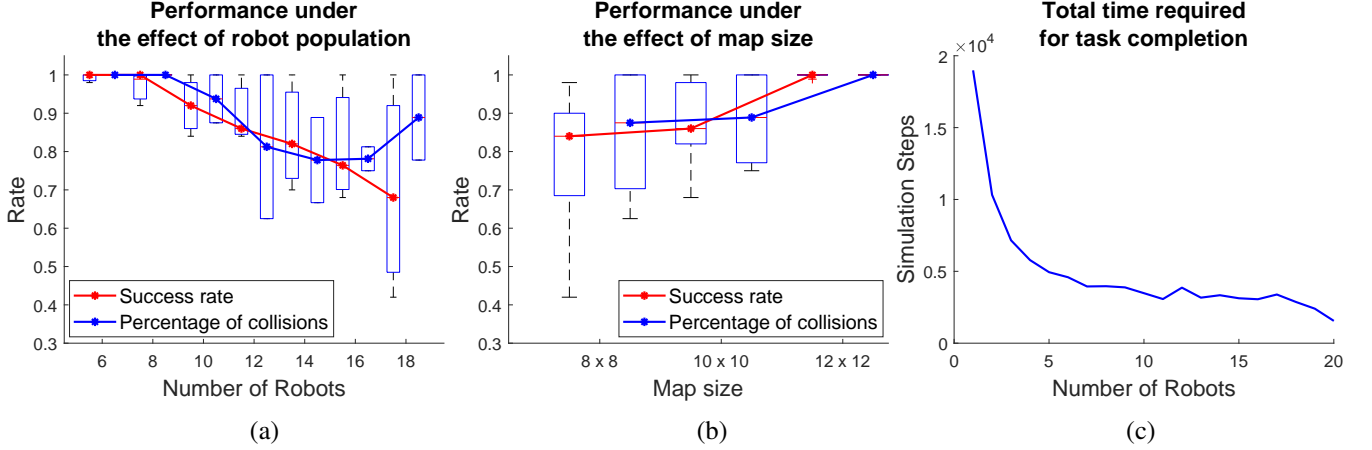 Performance under
the effect of robot population
1
0.9
0.8
0.7
0.6
0.5
0.4
0.3
Rate
Success rate
Percentage of collisions
6 8 10 12 14 16 18
Number of Robots
(a)
Performance under
the effect of map size
1
0.9
0.8
0.7
0.6
0.5
0.4
0.3
Rate
Success rate
Percentage of collisions
8 x 8 10 x 10 12 x 12
Map size
(b)
Total time required
for task completion
×10⁴
2
1.5
1
0.5
0
Simulation Steps
0 5 10 15 20
Number of Robots
(c)